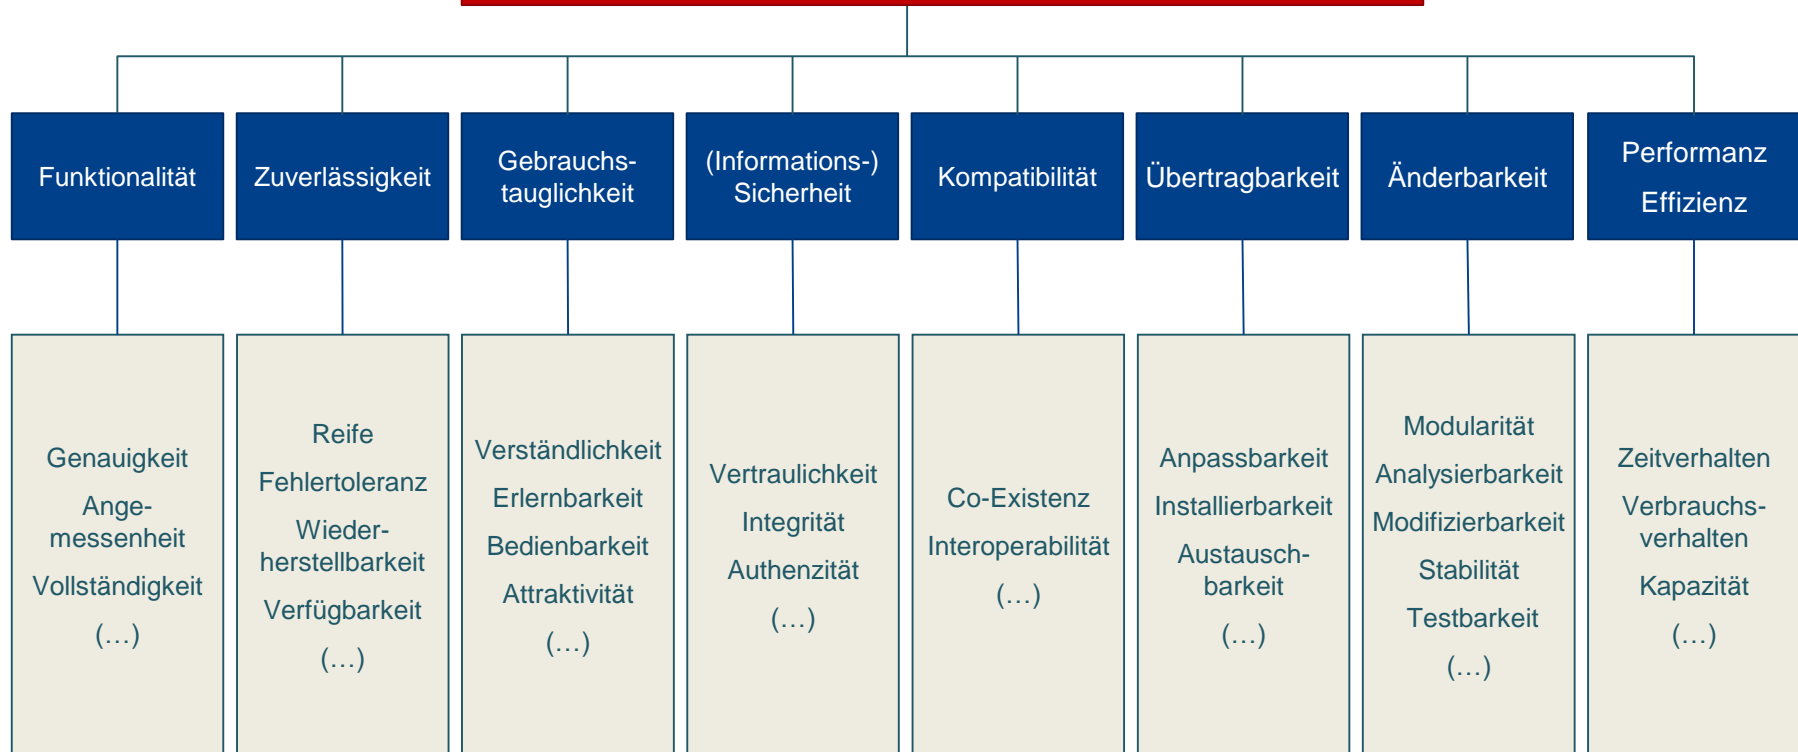 Funktionalität
Zuverlässigkeit
Gebrauchs-
tauglichkeit
(Informations-)
Sicherheit
Kompatibilität
Übertragbarkeit
Änderbarkeit
Performanz
Effizienz
Genauigkeit
Ange-
messenheit
Vollständigkeit
(…)
Reife
Fehlertoleranz
Wieder-
herstellbarkeit
Verfügbarkeit
(…)
Verständlichkeit
Erlernbarkeit
Bedienbarkeit
Attraktivität
(…)
Vertraulichkeit
Integrität
Authenzität
(…)
Co-Existenz
Interoperabilität
(…)
Anpassbarkeit
Installierbarkeit
Austausch-
barkeit
(…)
Modularität
Analysierbarkeit
Modifizierbarkeit
Stabilität
Testbarkeit
(…)
Zeitverhalten
Verbrauchs-
verhalten
Kapazität
(…)